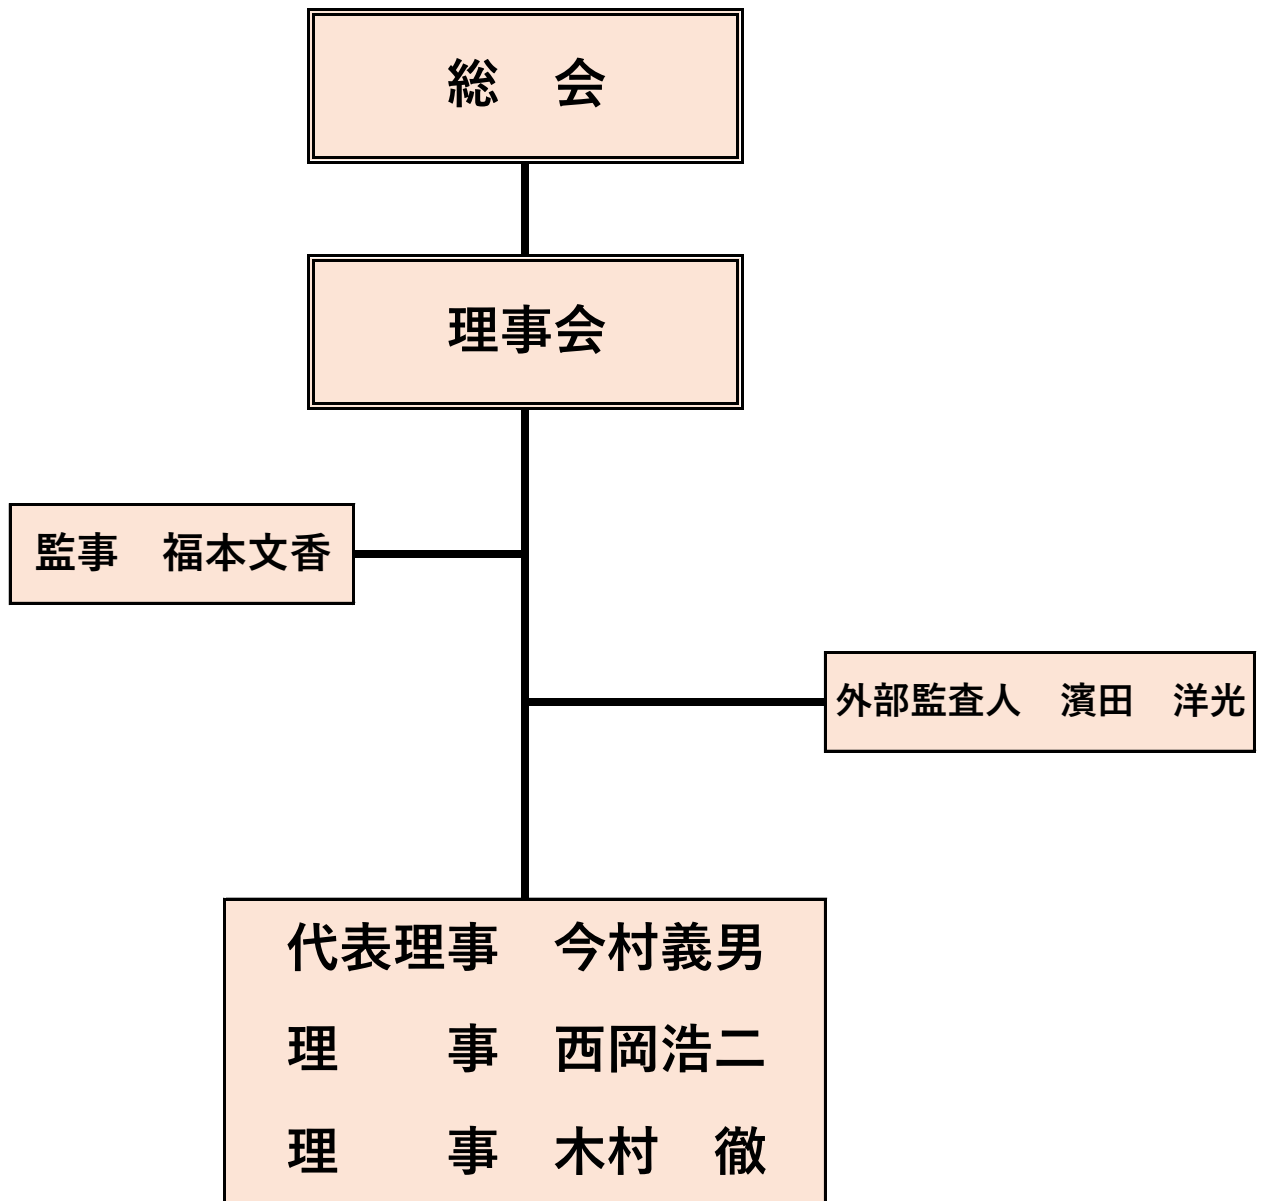 総　会
理事会
監事　福本文香
外部監査人　濱田　洋光
代表理事　今村義男
理　　事　西岡浩二
理　　事　木村　徹